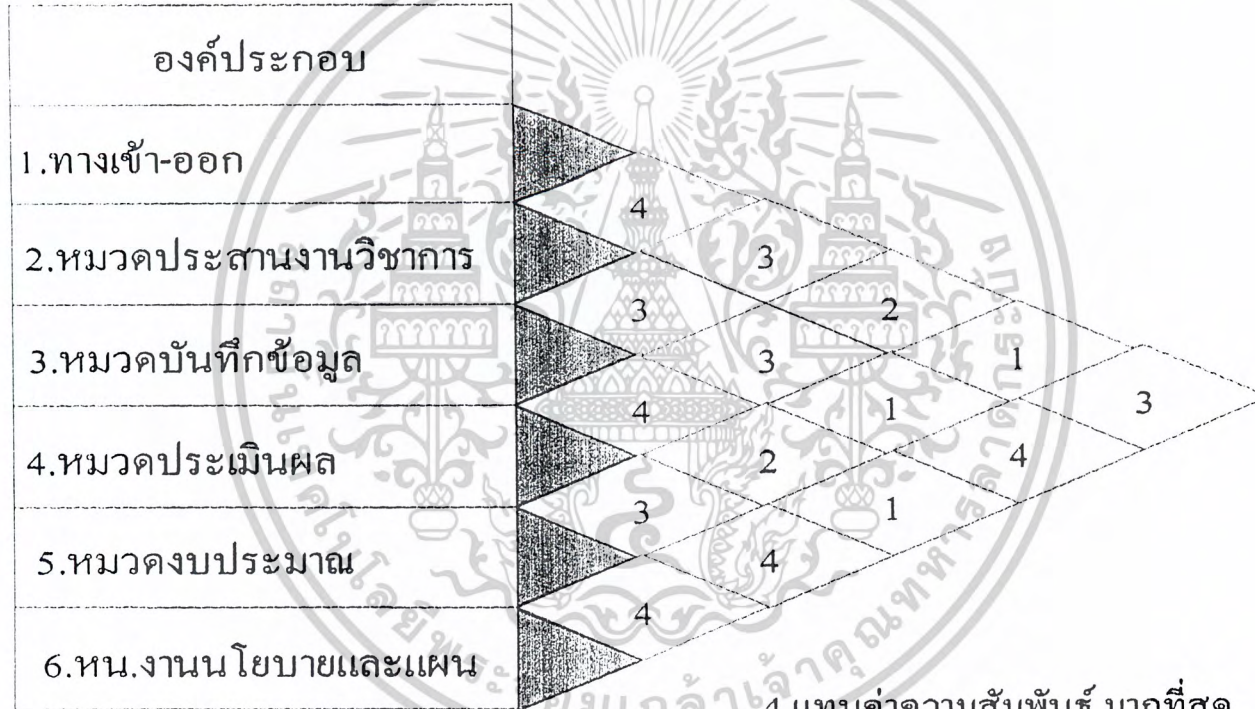 องค์ประกอบ
1.ทางเข้า-ออก
2.หมวดประสานงานวิชาการ
3.หมวดบันทึกข้อมูล
4.หมวดประเมินผล
5.หมวดงบประมาณ
6.หน.งานนโยบายและแผน
4
3
3
2
3
1
4
1
3
2
4
3
1
4
4
4 แทนค่าความสัมพันธ์ มากที่สุด